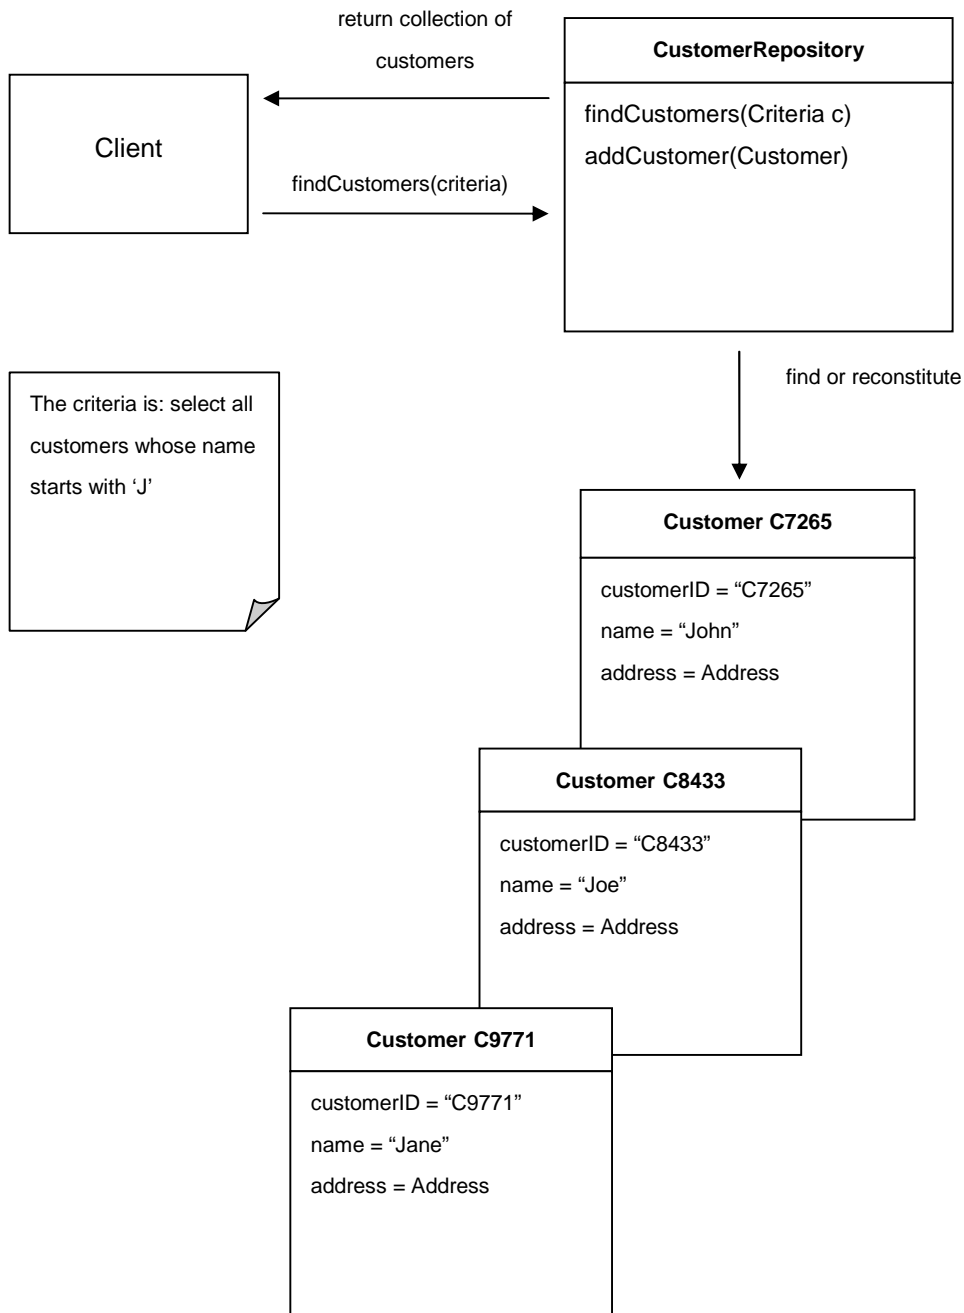 return collection of
customers
CustomerRepository
findCustomers(Criteria c)
addCustomer(Customer)
Client
findCustomers(criteria)
find or reconstitute
The criteria is: select all
customers whose name
starts with ‘J’
Customer C7265
customerID = “C7265”
name = “John”
address = Address
Customer C8433
customerID = “C8433”
name = “Joe”
address = Address
Customer C9771
customerID = “C9771”
name = “Jane”
address = Address